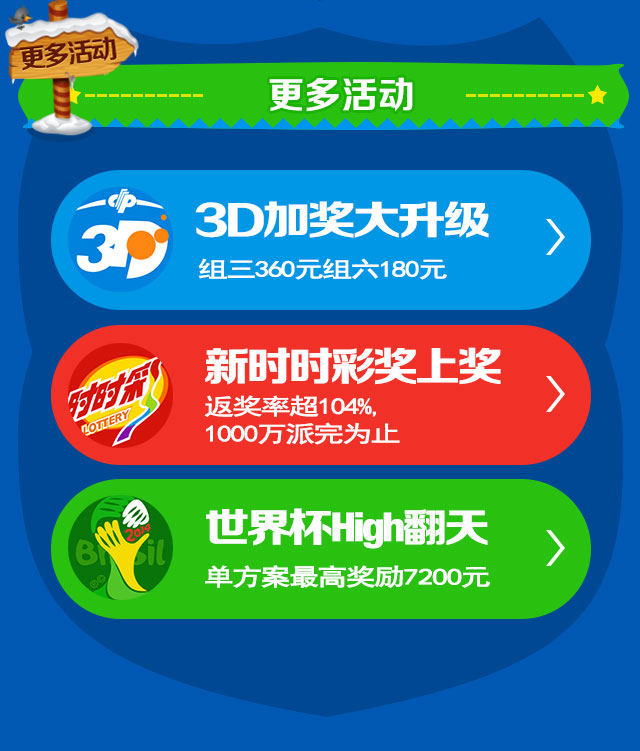 更多活动
更多活动
3D
3D加奖大升级
组三360元组六180元
时时彩
LOTTERY
新时时彩奖上奖
返奖率超104%,
1000万派完为止
2014
Brasil
世界杯High翻天
单方案最高奖励7200元